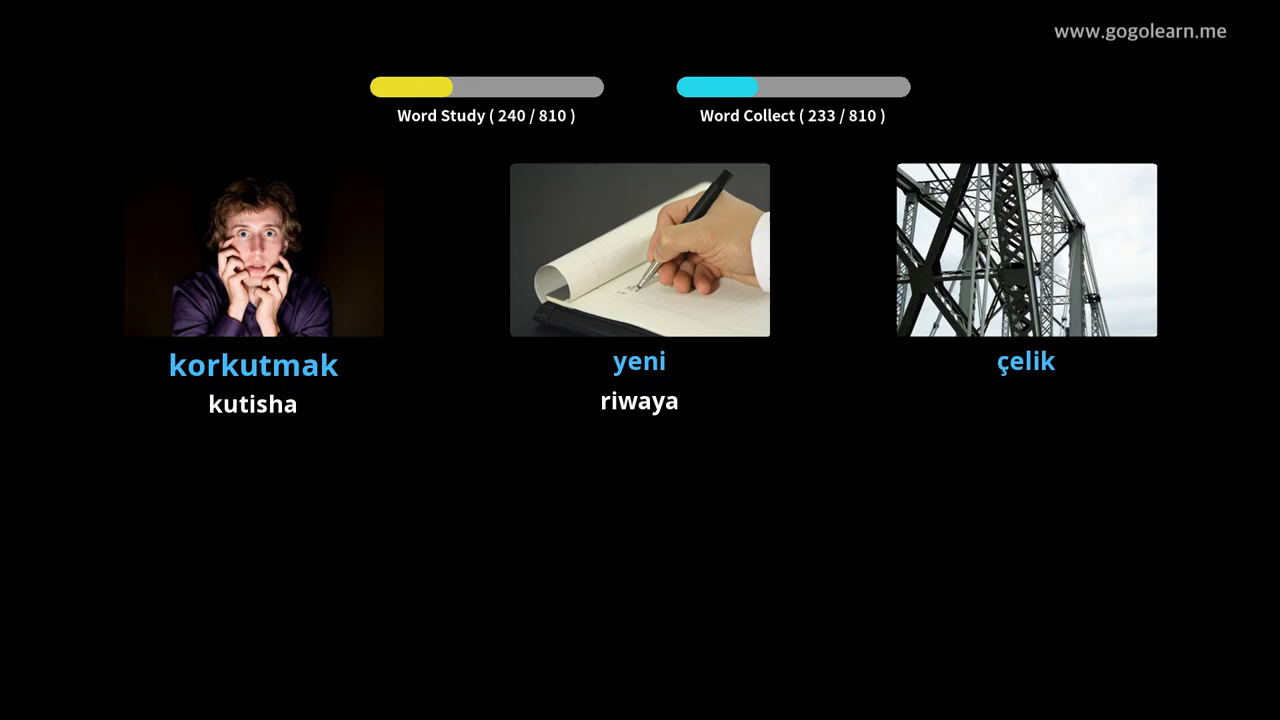 www.gogolearn.me
Word Study ( 240 / 810 )
Word Collect ( 233 / 810 )
korkutmak
yeni
çelik
kutisha
riwaya